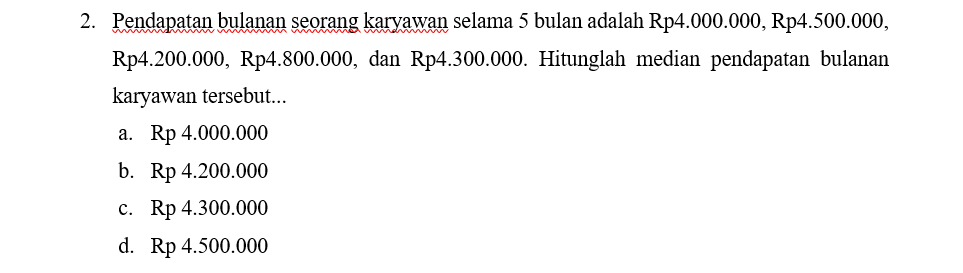 2. Pendapatan bulanan seorang karyawan selama 5 bulan adalah Rp4.000.000, Rp4.500.000,
Rp4.200.000, Rp4.800.000, dan Rp4.300.000. Hitunglah median pendapatan bulanan
karyawan tersebut...
a. Rp 4.000.000
b. Rp 4.200.000
c. Rp 4.300.000
d. Rp 4.500.000